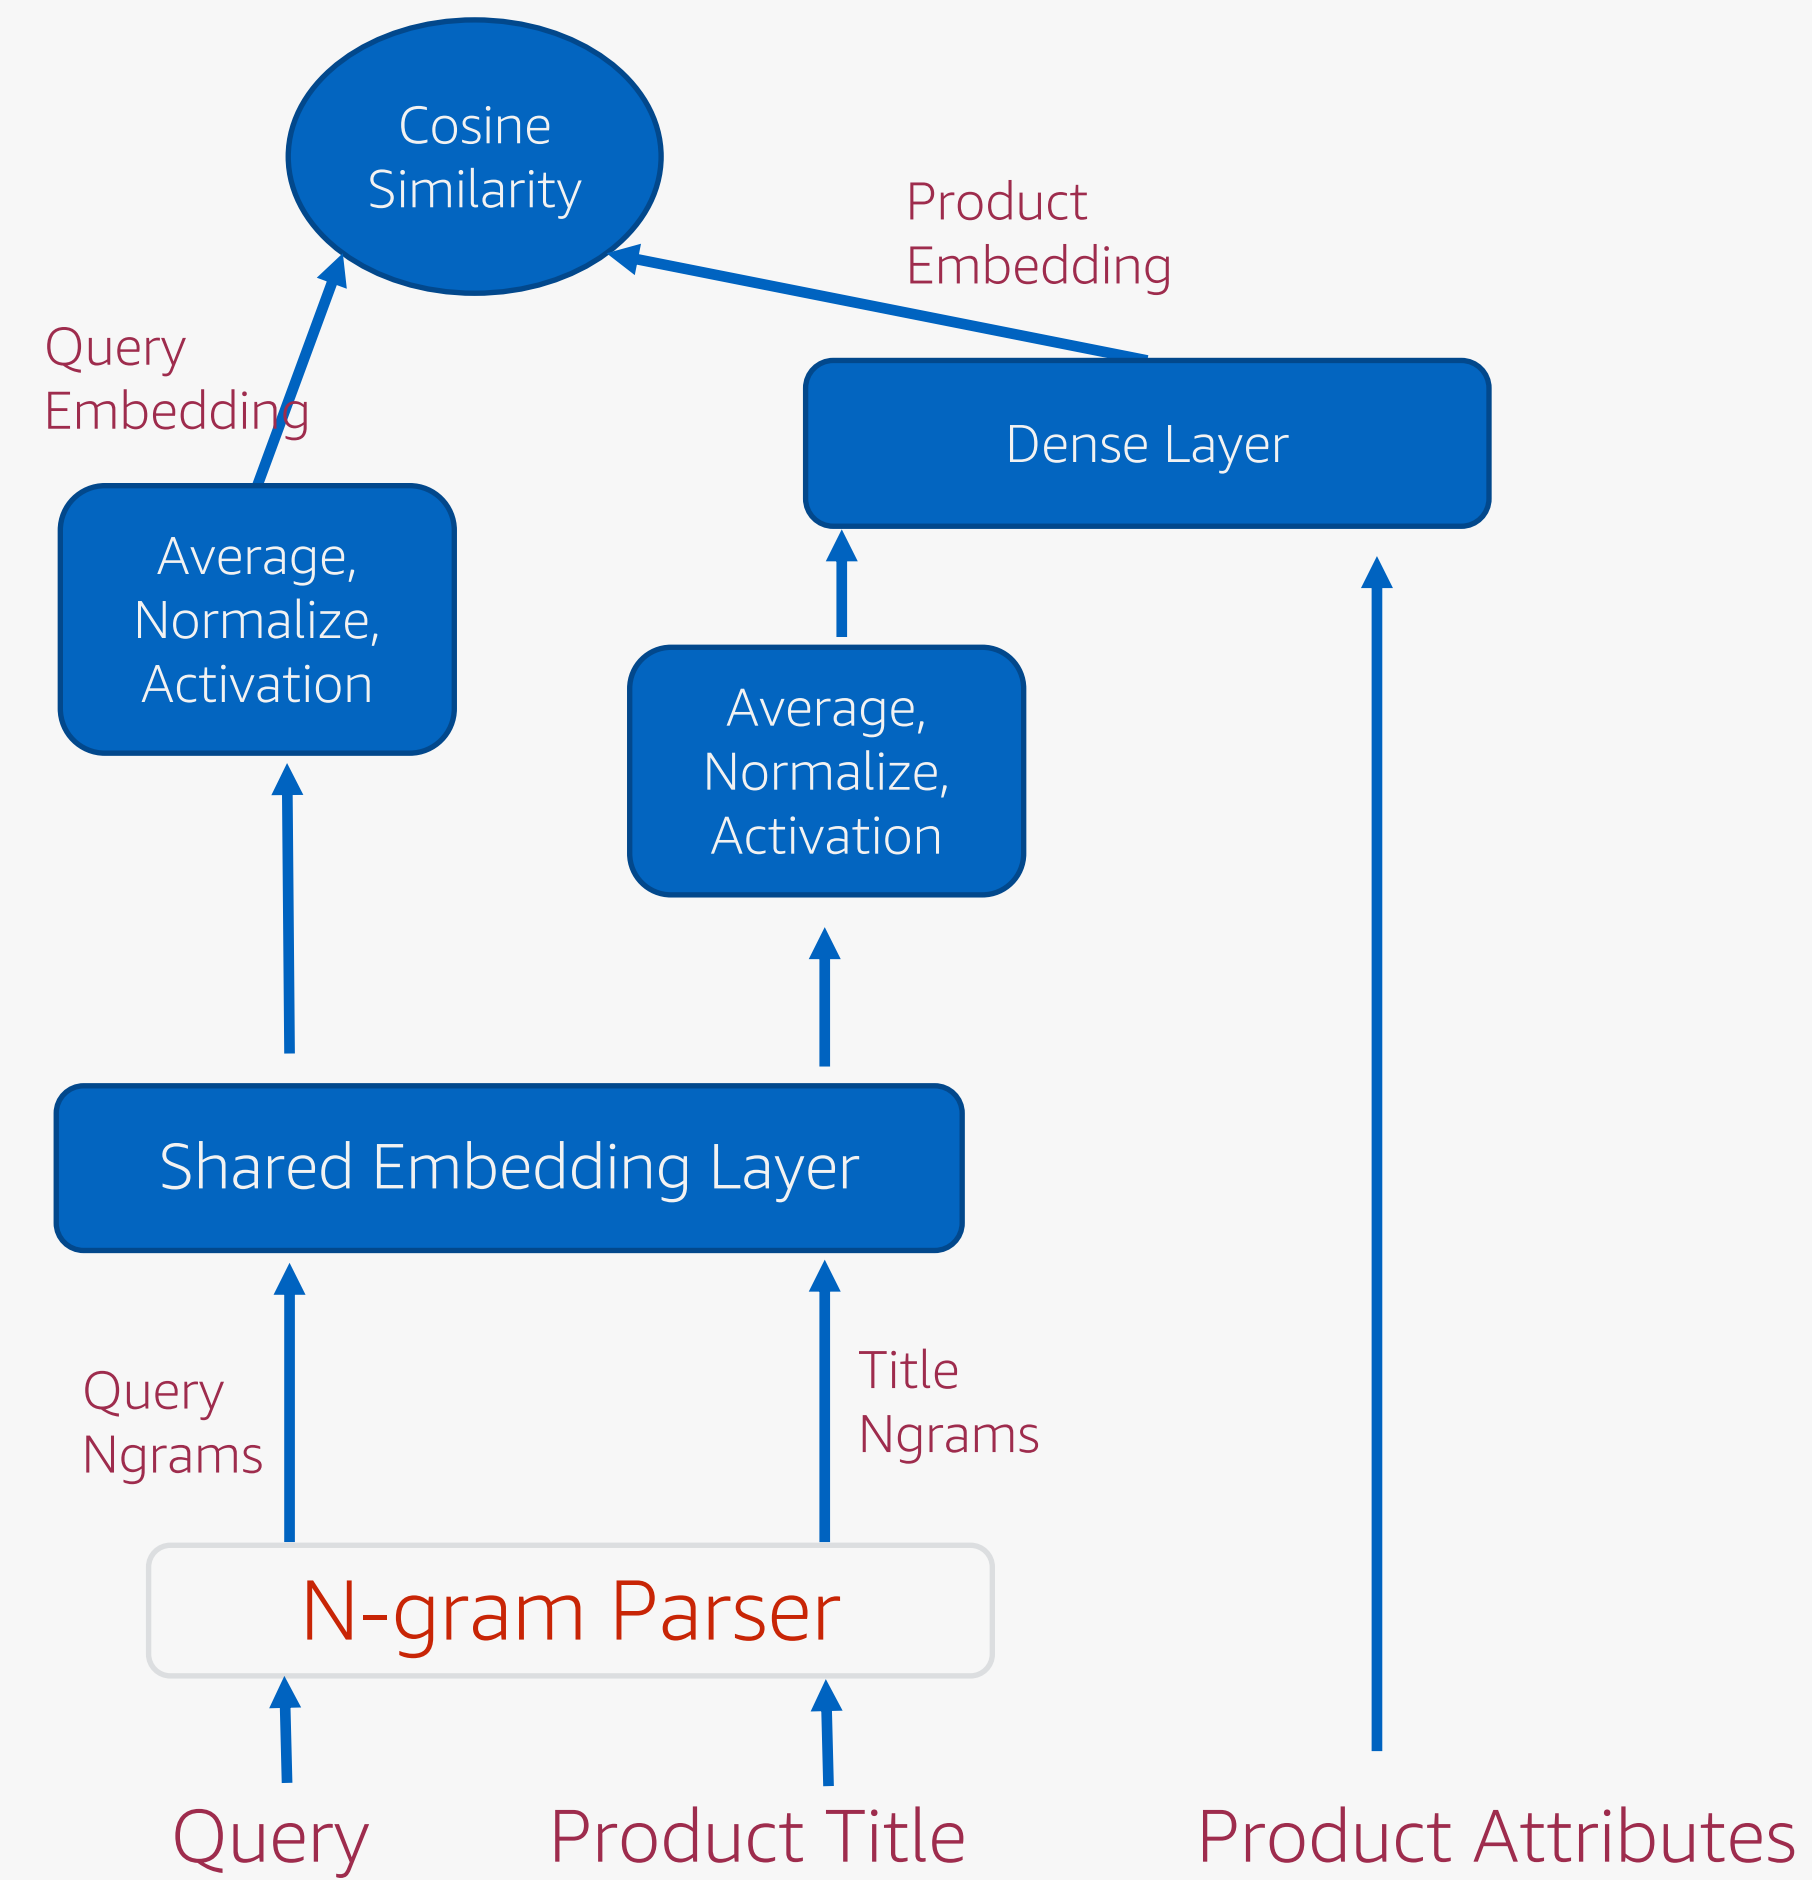 Cosine
Similarity
Product
Embedding
Query
Embedding
Dense Layer
Average,
Normalize,
Activation
Average,
Normalize,
Activation
Shared Embedding Layer
Query
Ngrams
Title
Ngrams
N-gram Parser
Query
Product Title
Product Attributes